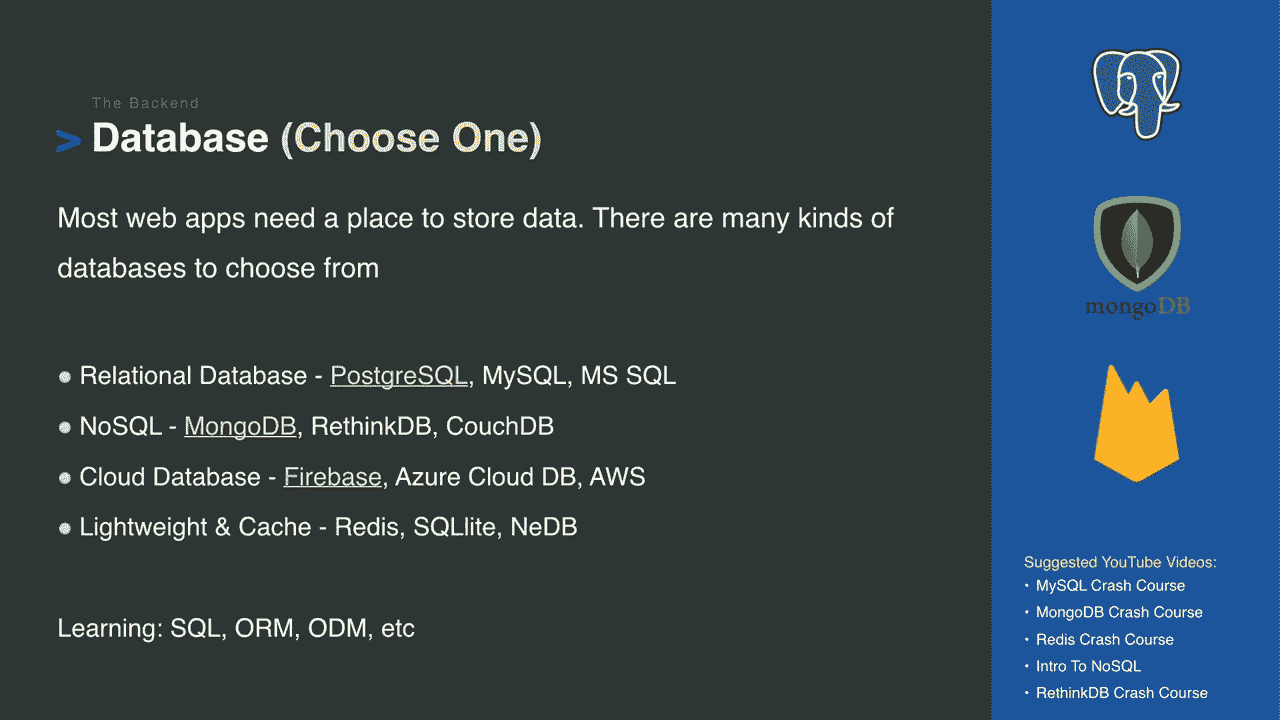 The Backend
> Database (Choose One)
Most web apps need a place to store data. There are many kinds of
databases to choose from
● Relational Database - PostgreSQL, MySQL, MS SQL
● NoSQL - MongoDB, RethinkDB, CouchDB
● Cloud Database - Firebase, Azure Cloud DB, AWS
● Lightweight & Cache - Redis, SQLlite, NeDB
Learning: SQL, ORM, ODM, etc
mongoDB
Suggested YouTube Videos:
• MySQL Crash Course
• MongoDB Crash Course
• Redis Crash Course
• Intro To NoSQL
• RethinkDB Crash Course